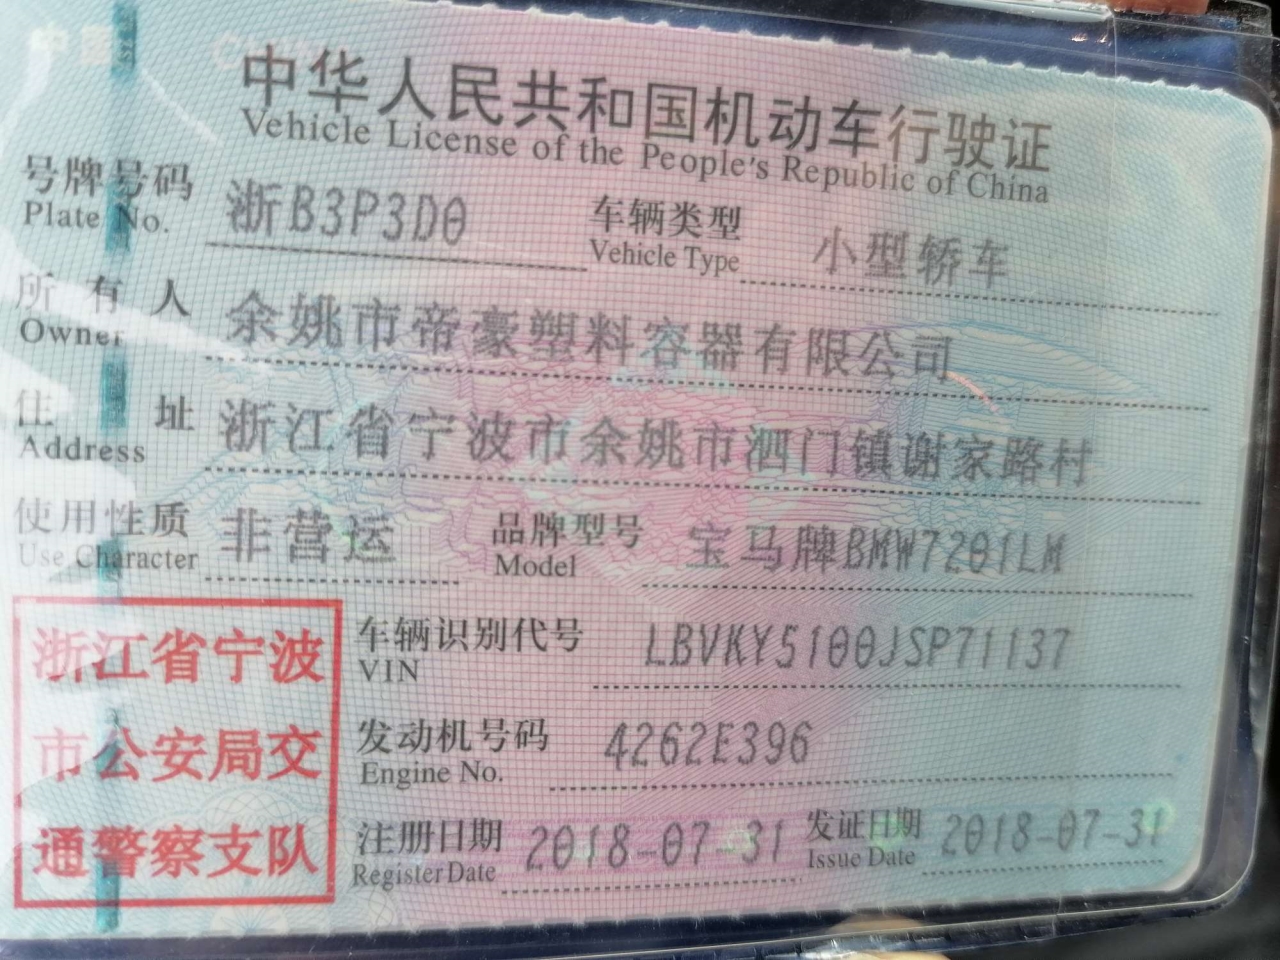 中华人民共和国机动车行驶证
Vehicle License of the People's Republic of China
号牌号码 浙B3P3D0 车辆类型 小型轿车
Plate No. Vehicle Type
所有人 余姚市帝豪塑料容器有限公司
Owner
住址 浙江省宁波市余姚市泗门镇谢家路村
Address
使用性质 非营运 品牌型号 宝马牌BMW7201LM
Use Character Model
浙江省宁波
市公安局交
通警察支队
车辆识别代号 LBVKY5100JSP71137
VIN
发动机号码 4262E396
Engine No.
注册日期 2018-07-31 发证日期 2018-07-31
Register Date Issue Date